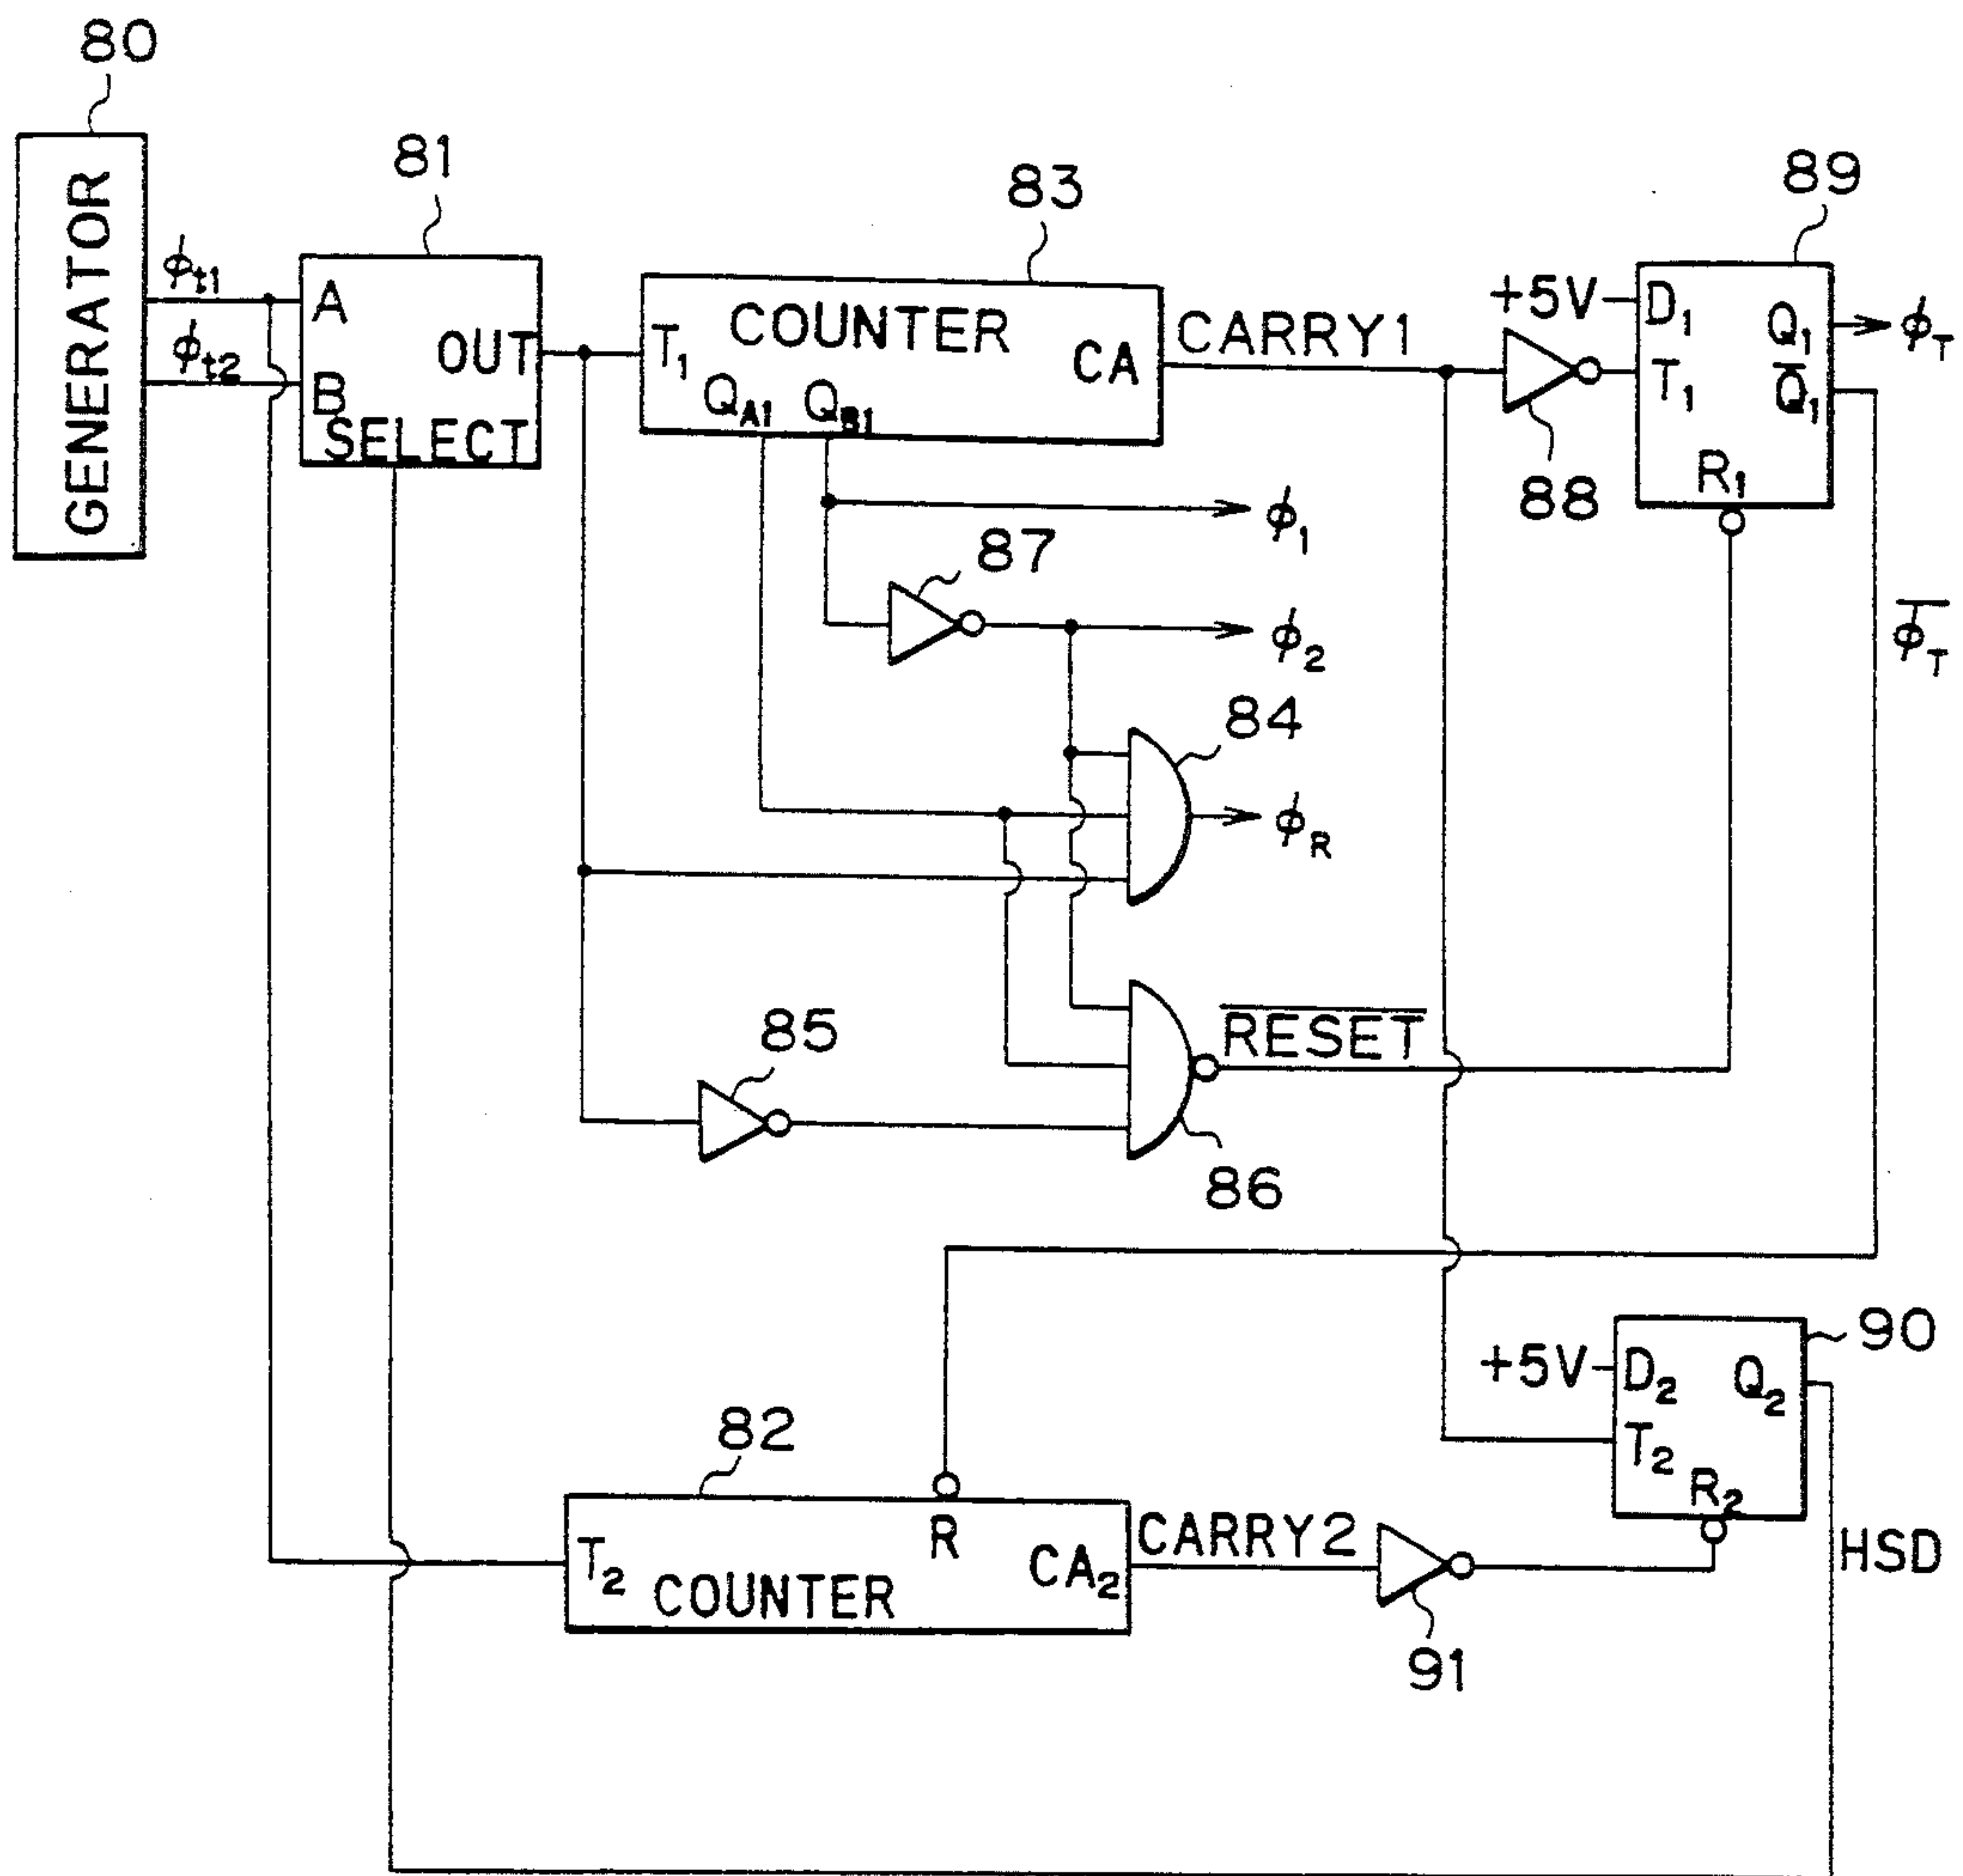 80
GENERATOR
ϕt1
ϕt2
81
A
B
OUT
SELECT
83
COUNTER
T1
QA1
QB1
CA
CARRY1
+5V
88
89
D1
T1
Q1
Q̅1
R1
ϕT
ϕ1
87
ϕ2
ϕ̅T
84
ϕR
85
R̅E̅S̅E̅T̅
86
90
+5V
D2
Q2
T2
R2
HSD
82
T2
R
COUNTER
CA2
CARRY2
91